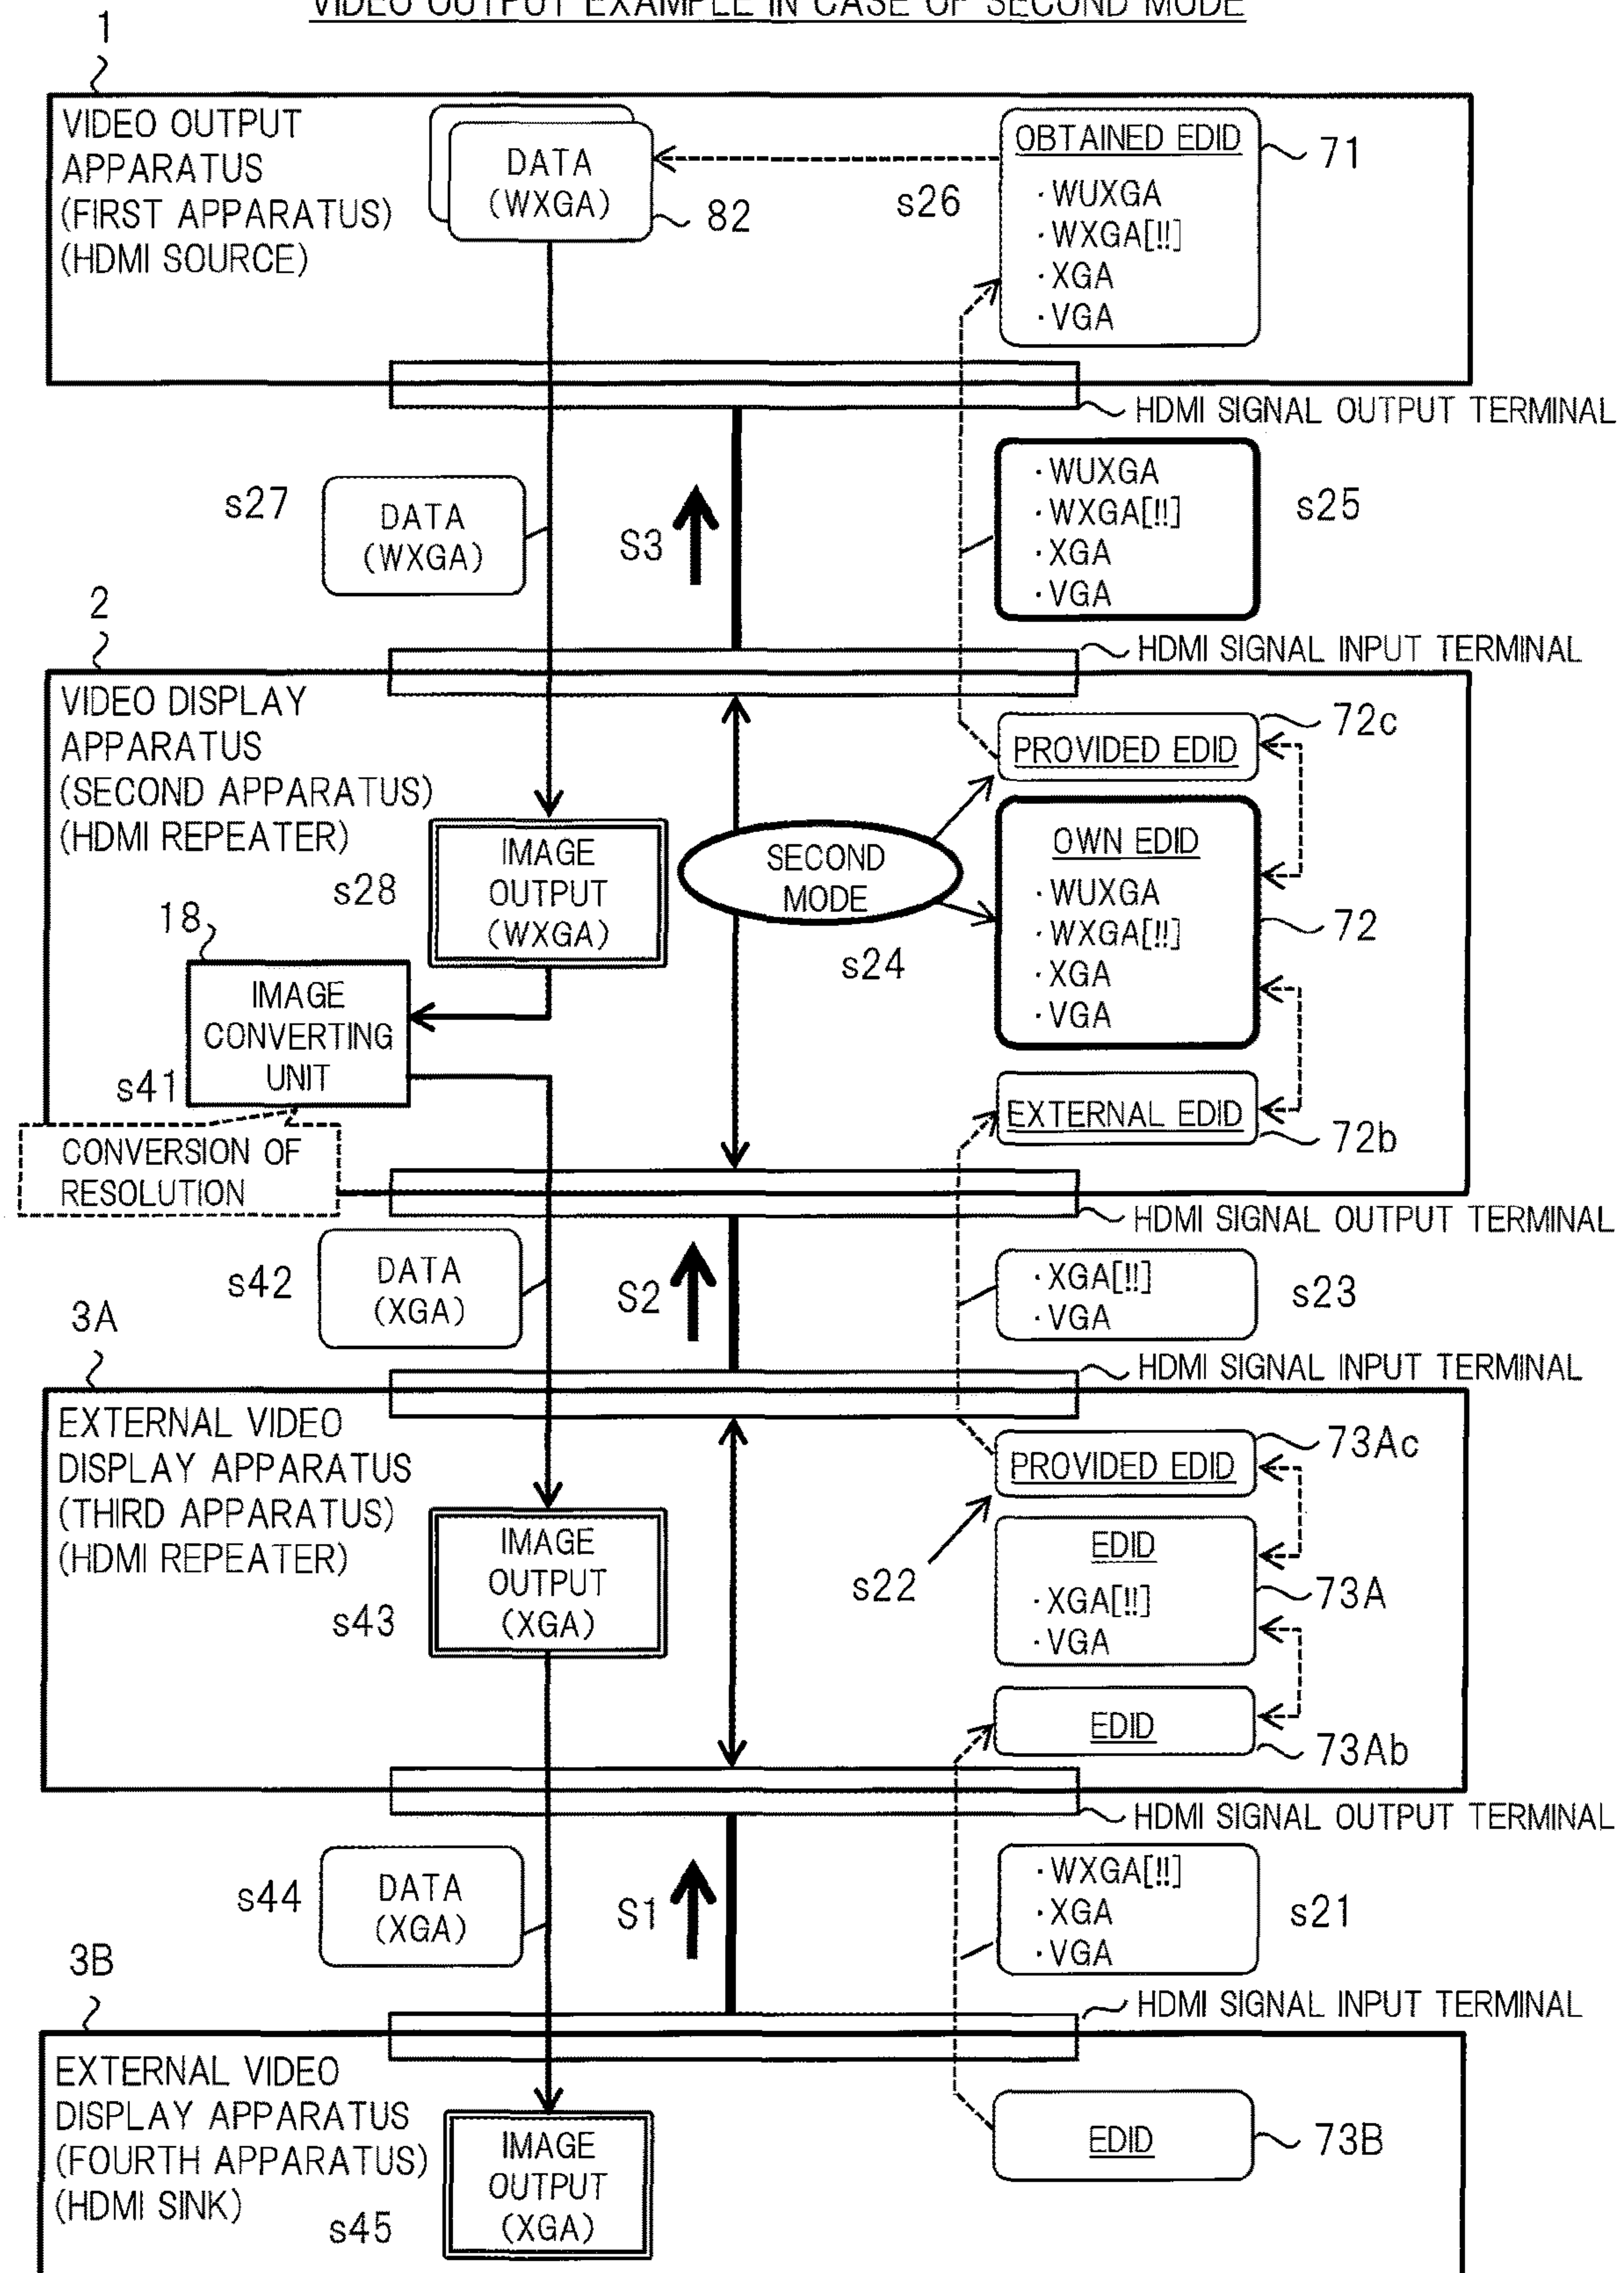 VIDEO OUTPUT EXAMPLE IN CASE OF SECOND MODE
1
VIDEO OUTPUT
APPARATUS
(FIRST APPARATUS)
(HDMI SOURCE)
DATA
(WXGA)
82
s26
OBTAINED EDID
・WUXGA
・WXGA[!!]
・XGA
・VGA
71
HDMI SIGNAL OUTPUT TERMINAL
s27
DATA
(WXGA)
S3
・WUXGA
・WXGA[!!]
・XGA
・VGA
s25
2
HDMI SIGNAL INPUT TERMINAL
VIDEO DISPLAY
APPARATUS
(SECOND APPARATUS)
(HDMI REPEATER)
PROVIDED EDID
72c
s28
IMAGE
OUTPUT
(WXGA)
SECOND
MODE
s24
OWN EDID
・WUXGA
・WXGA[!!]
・XGA
・VGA
72
18
IMAGE
CONVERTING
UNIT
s41
CONVERSION OF
RESOLUTION
EXTERNAL EDID
72b
HDMI SIGNAL OUTPUT TERMINAL
s42
DATA
(XGA)
S2
・XGA[!!]
・VGA
s23
3A
HDMI SIGNAL INPUT TERMINAL
EXTERNAL VIDEO
DISPLAY APPARATUS
(THIRD APPARATUS)
(HDMI REPEATER)
PROVIDED EDID
73Ac
s22
s43
IMAGE
OUTPUT
(XGA)
EDID
・XGA[!!]
・VGA
73A
EDID
73Ab
HDMI SIGNAL OUTPUT TERMINAL
s44
DATA
(XGA)
S1
・WXGA[!!]
・XGA
・VGA
s21
3B
HDMI SIGNAL INPUT TERMINAL
EXTERNAL VIDEO
DISPLAY APPARATUS
(FOURTH APPARATUS)
(HDMI SINK)
s45
IMAGE
OUTPUT
(XGA)
EDID
73B